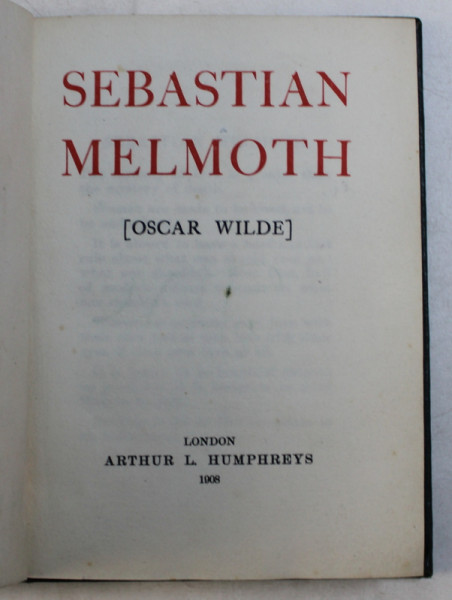 SEBASTIAN
MELMOTH
[OSCAR WILDE]
LONDON
ARTHUR L. HUMPHREYS
1908